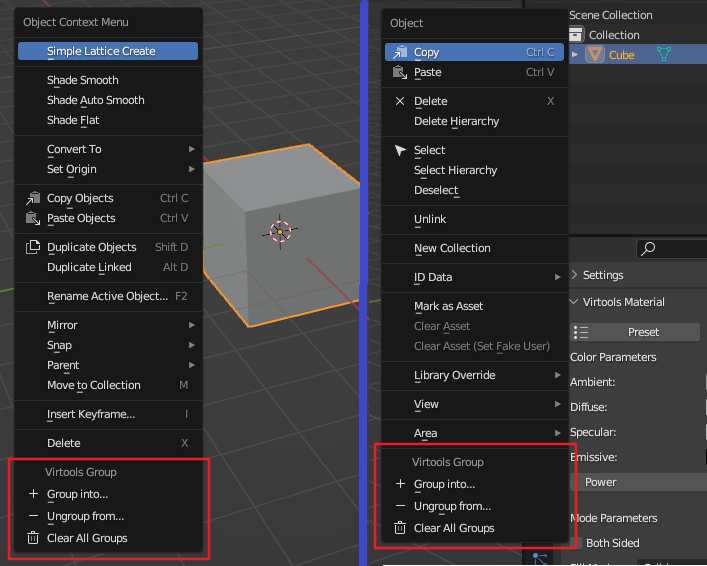 Object Context Menu
Simple Lattice Create
Shade Smooth
Shade Auto Smooth
Shade Flat
Convert To
Set Origin
Copy Objects Ctrl C
Paste Objects Ctrl V
Duplicate Objects Shift D
Duplicate Linked Alt D
Rename Active Object... F2
Mirror
Snap
Parent
Move to Collection M
Insert Keyframe... I
Delete X
Virtools Group
Group into...
Ungroup from...
Clear All Groups
Object
Copy Ctrl C
Paste Ctrl V
Delete X
Delete Hierarchy
Select
Select Hierarchy
Deselect
Unlink
New Collection
ID Data
Mark as Asset
Clear Asset
Clear Asset (Set Fake User)
Library Override
View
Area
Virtools Group
Group into...
Ungroup from...
Clear All Groups
Scene Collection
Collection
Cube
Settings
Virtools Material
Preset
Color Parameters
Ambient:
Diffuse:
Specular:
Emissive:
Power
Mode Parameters
Both Sided